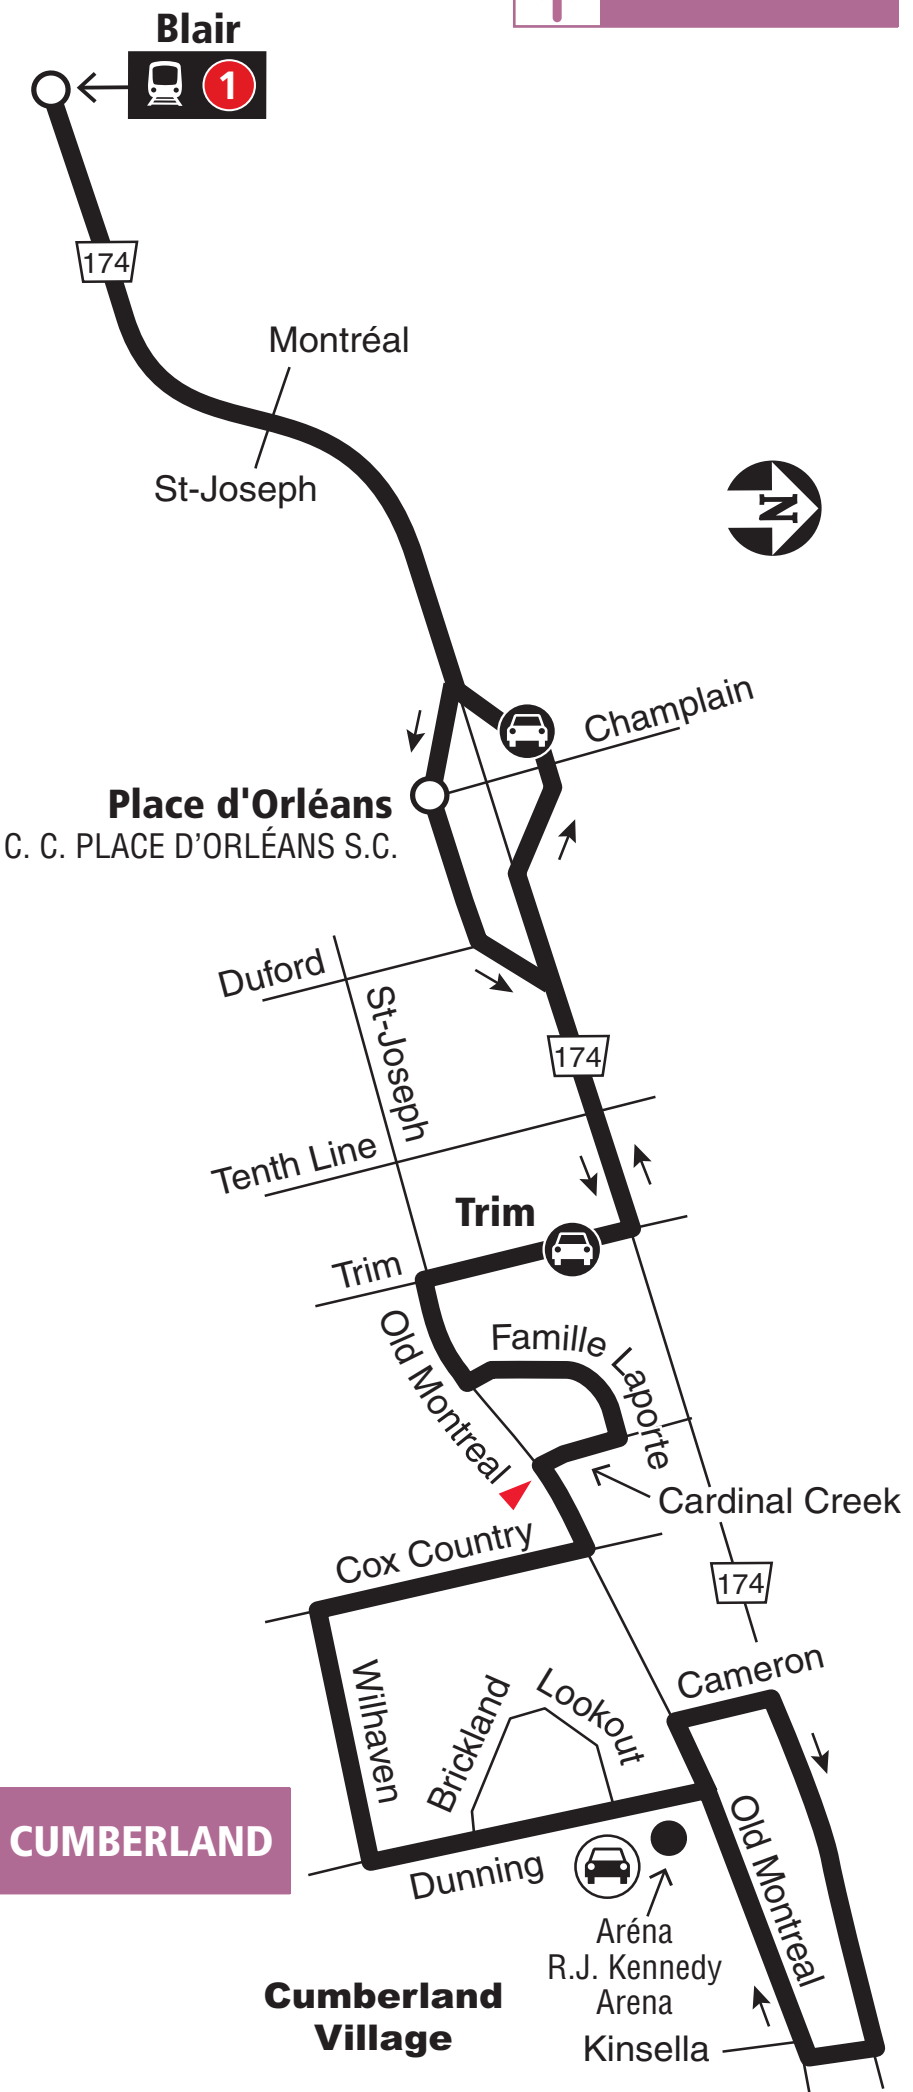 Blair
1
174
Montréal
St-Joseph
N
Champlain
Place d'Orléans
C. C. PLACE D'ORLÉANS S.C.
Duford
St-Joseph
174
Tenth Line
Trim
Trim
Old Montreal
Famille Laporte
Cardinal Creek
Cox Country
174
Cameron
Wilhaven
Brickland
Lookout
CUMBERLAND
Dunning
Old Montreal
Aréna
R.J. Kennedy
Arena
Cumberland
Village
Kinsella